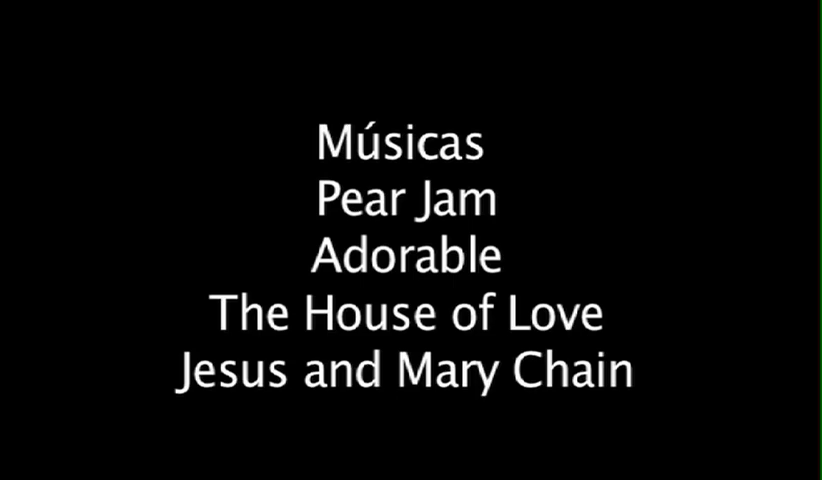 Músicas
Pear Jam
Adorable
The House of Love
Jesus and Mary Chain